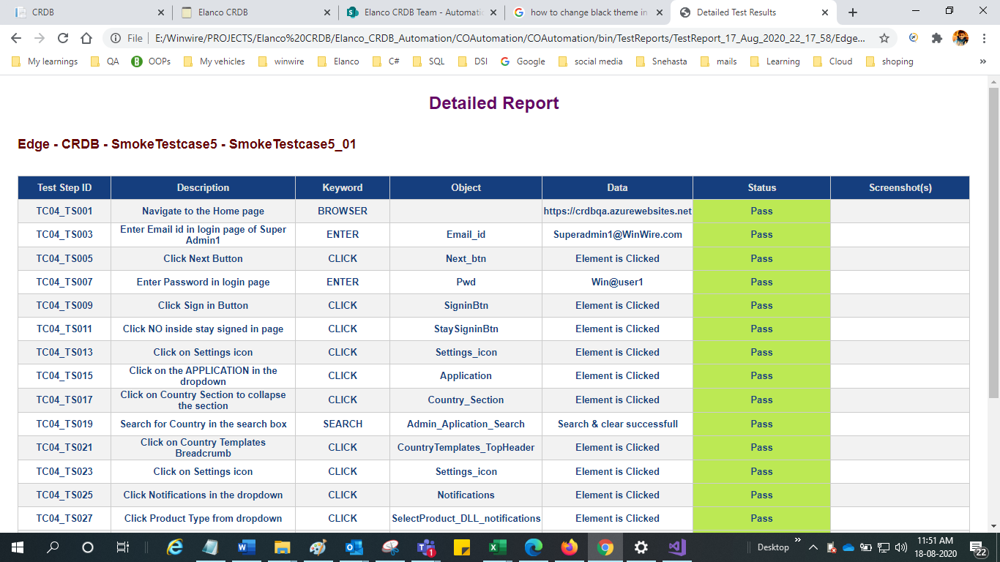 CRDB
Elanco CRDB
Elanco CRDB Team - Automatic
how to change black theme in
Detailed Test Results
File
E:/Winwire/PROJECTS/Elanco%20CRDB/Elanco_CRDB_Automation/COAutomation/COAutomation/bin/TestReports/TestReport_17_Aug_2020_22_17_58/Edge...
My learnings QA OOPs My vehicles winwire Elanco C# SQL DSI Google social media Snehasta mails Learning Cloud shoping
Detailed Report
Edge - CRDB - SmokeTestcase5 - SmokeTestcase5_01
Test Step ID Description Keyword Object Data Status Screenshot(s)
TC04_TS001 Navigate to the Home page BROWSER https://crdbqa.azurewebsites.net Pass
TC04_TS003 Enter Email id in login page of Super Admin1 ENTER Email_id Superadmin1@WinWire.com Pass
TC04_TS005 Click Next Button CLICK Next_btn Element is Clicked Pass
TC04_TS007 Enter Password in login page ENTER Pwd Win@user1 Pass
TC04_TS009 Click Sign in Button CLICK SigninBtn Element is Clicked Pass
TC04_TS011 Click NO inside stay signed in page CLICK StaySigninBtn Element is Clicked Pass
TC04_TS013 Click on Settings icon CLICK Settings_icon Element is Clicked Pass
TC04_TS015 Click on the APPLICATION in the dropdown CLICK Application Element is Clicked Pass
TC04_TS017 Click on Country Section to collapse the section CLICK Country_Section Element is Clicked Pass
TC04_TS019 Search for Country in the search box SEARCH Admin_Aplication_Search Search & clear successfull Pass
TC04_TS021 Click on Country Templates Breadcrumb CLICK CountryTemplates_TopHeader Element is Clicked Pass
TC04_TS023 Click on Settings icon CLICK Settings_icon Element is Clicked Pass
TC04_TS025 Click Notifications in the dropdown CLICK Notifications Element is Clicked Pass
TC04_TS027 Click Product Type from dropdown CLICK SelectProduct_DLL_notifications Element is Clicked Pass
Desktop
11:51 AM
18-08-2020
22
1